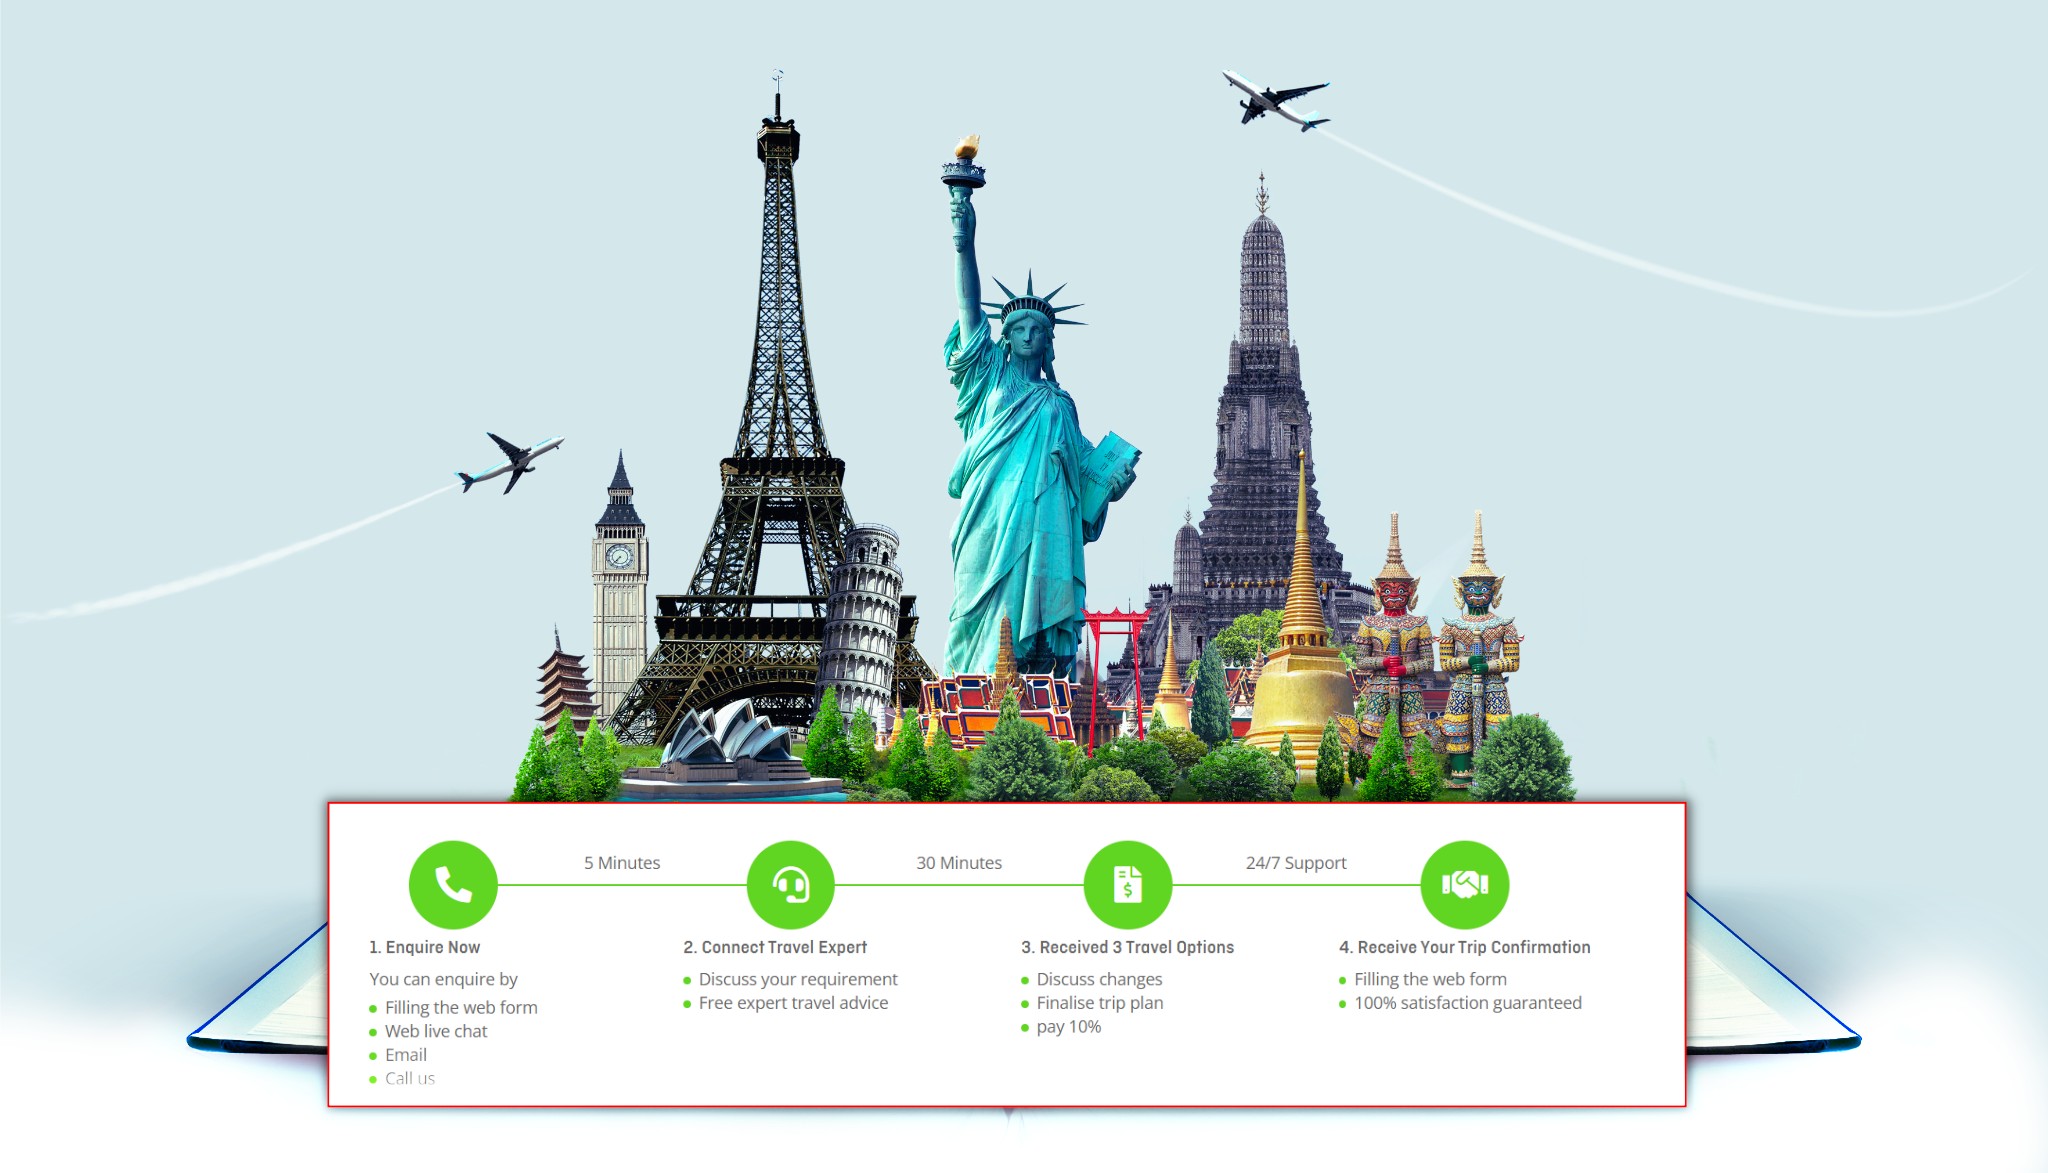 5 Minutes
30 Minutes
24/7 Support
1. Enquire Now
You can enquire by
Filling the web form
Web live chat
Email
Call us
2. Connect Travel Expert
Discuss your requirement
Free expert travel advice
3. Received 3 Travel Options
Discuss changes
Finalise trip plan
pay 10%
4. Receive Your Trip Confirmation
Filling the web form
100% satisfaction guaranteed